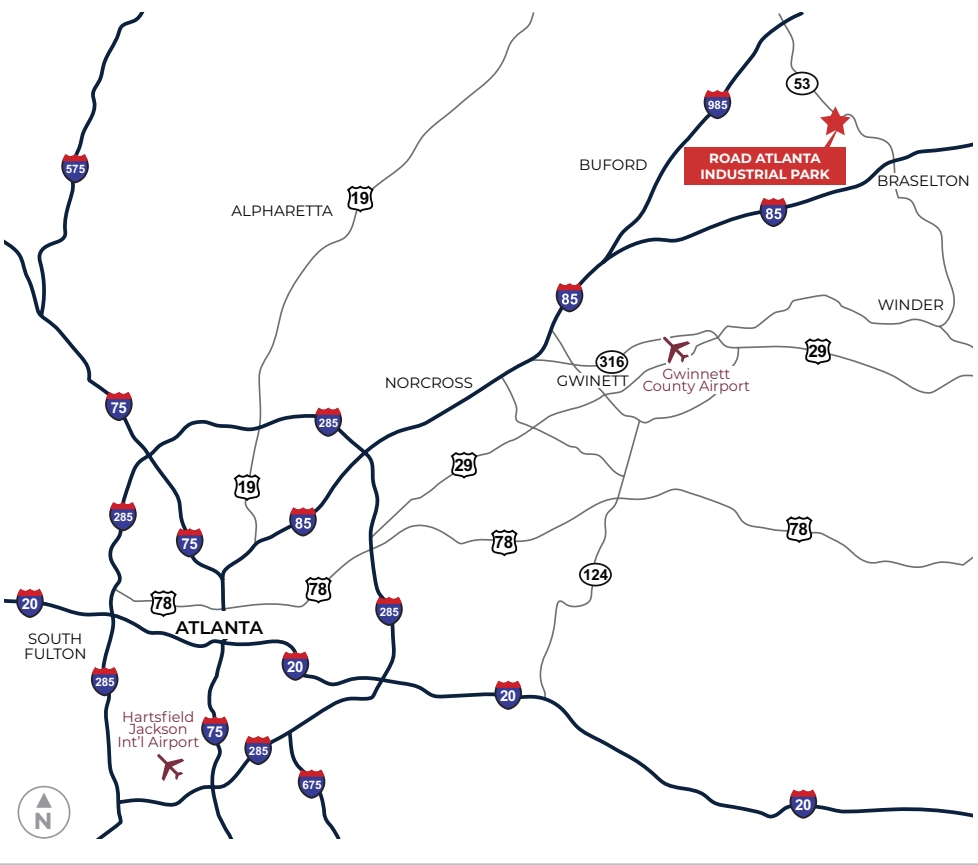 53
985
ROAD ATLANTA
INDUSTRIAL PARK
BUFORD
575
BRASELTON
19
ALPHARETTA
85
85
WINDER
316
29
GWINETT
Gwinnett
County Airport
NORCROSS
75
285
29
19
285
85
75
78
78
124
78
78
20
285
ATLANTA
SOUTH
FULTON
20
285
20
Hartsfield
Jackson
Int'l Airport
75
285
675
20
N